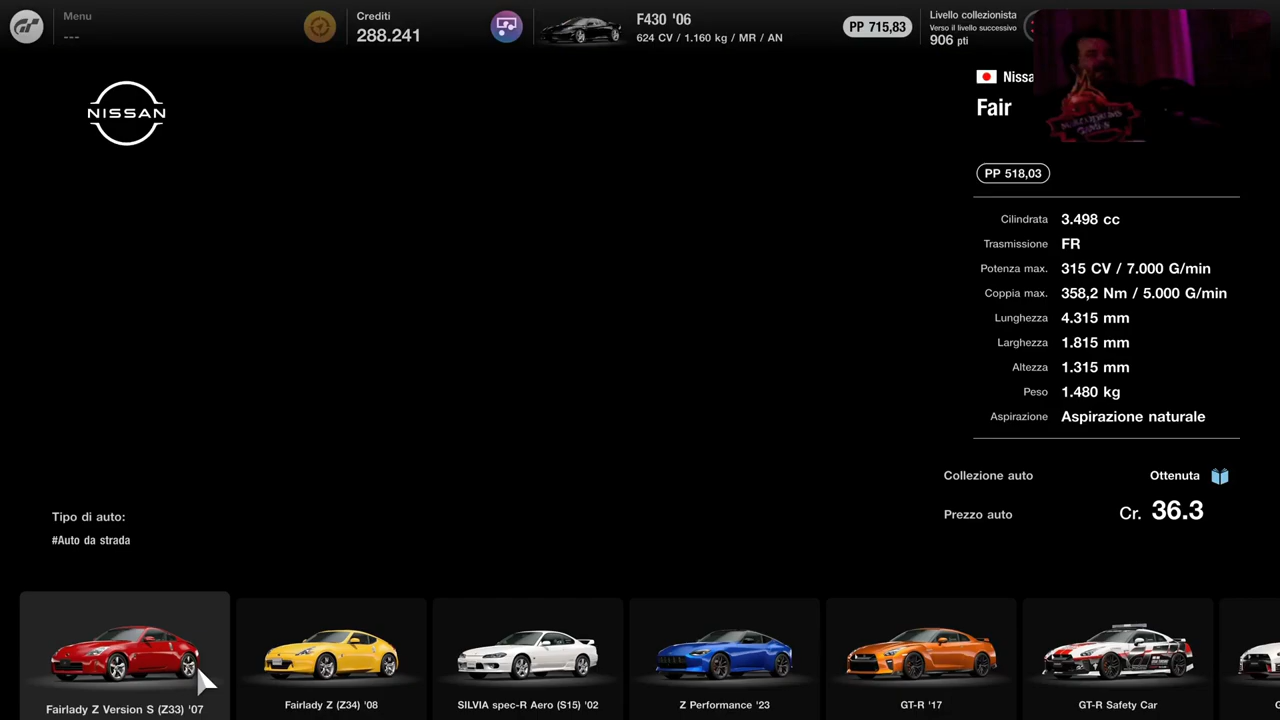 Menu
---
Crediti
288.241
F430 '06
624 CV / 1.160 kg / MR / AN
PP 715,83
Livello collezionista
Verso il livello successivo
906 pti
NISSAN
Nissa
Fair
PP 518,03
Cilindrata 3.498 cc
Trasmissione FR
Potenza max. 315 CV / 7.000 G/min
Coppia max. 358,2 Nm / 5.000 G/min
Lunghezza 4.315 mm
Larghezza 1.815 mm
Altezza 1.315 mm
Peso 1.480 kg
Aspirazione Aspirazione naturale
Collezione auto Ottenuta
Prezzo auto Cr. 36.3
Tipo di auto:
#Auto da strada
Fairlady Z Version S (Z33) '07
Fairlady Z (Z34) '08
SILVIA spec-R Aero (S15) '02
Z Performance '23
GT-R '17
GT-R Safety Car